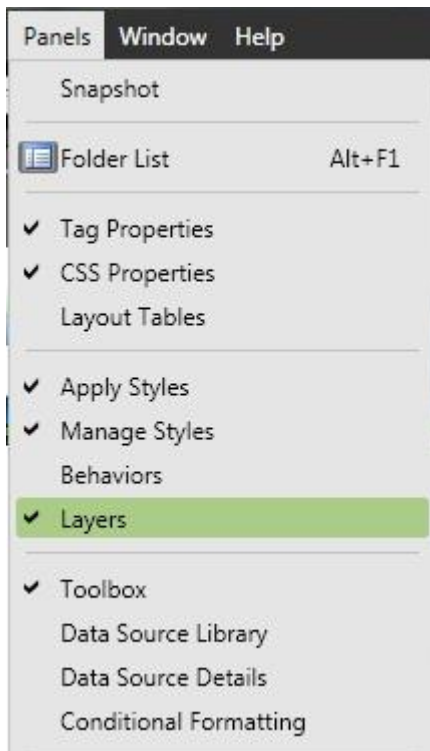 Panels Window Help
Snapshot
Folder List Alt+F1
Tag Properties
CSS Properties
Layout Tables
Apply Styles
Manage Styles
Behaviors
Layers
Toolbox
Data Source Library
Data Source Details
Conditional Formatting